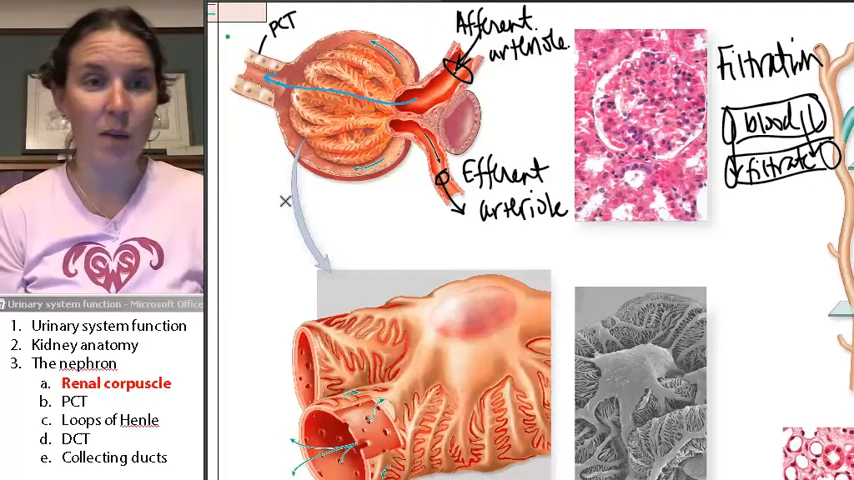 PCT
Afferent
arteriole.
Filtration
blood
filtrate
Efferent
arteriole
SWS
Urinary system function - Microsoft Office
1. Urinary system function
2. Kidney anatomy
3. The nephron
a. Renal corpuscle
b. PCT
c. Loops of Henle
d. DCT
e. Collecting ducts